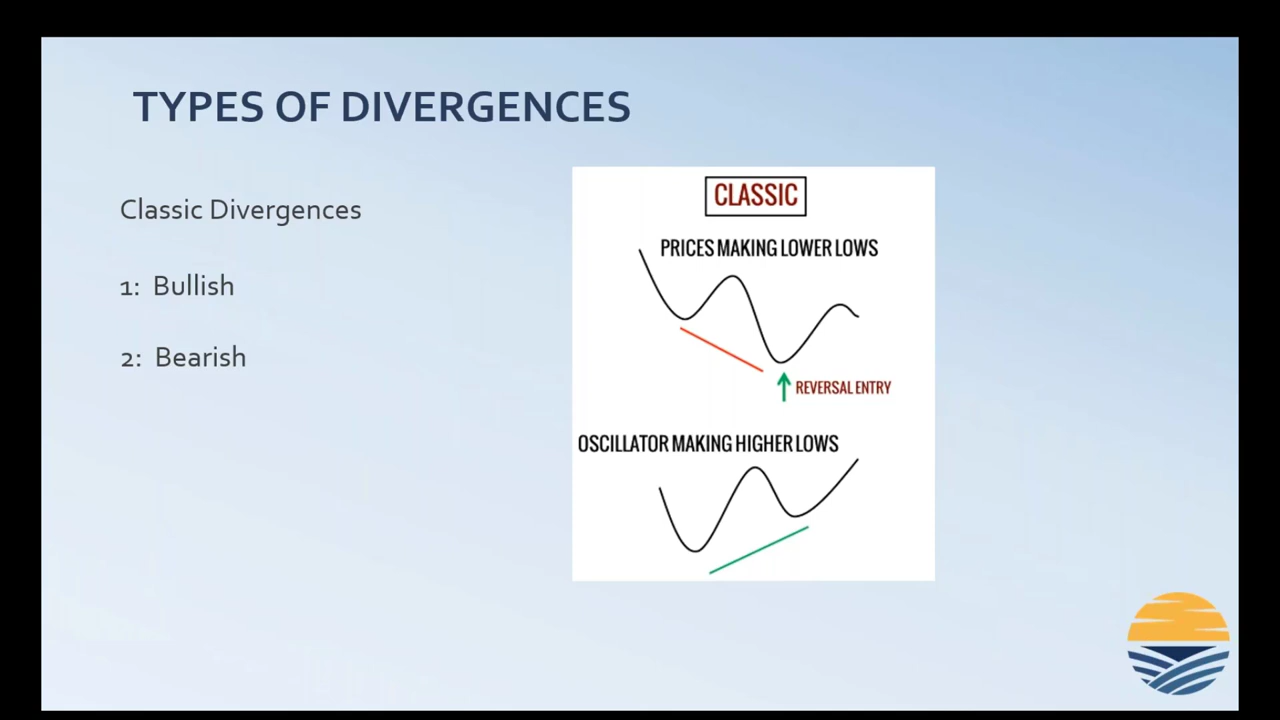 TYPES OF DIVERGENCES
Classic Divergences
1: Bullish
2: Bearish
CLASSIC
PRICES MAKING LOWER LOWS
REVERSAL ENTRY
OSCILLATOR MAKING HIGHER LOWS